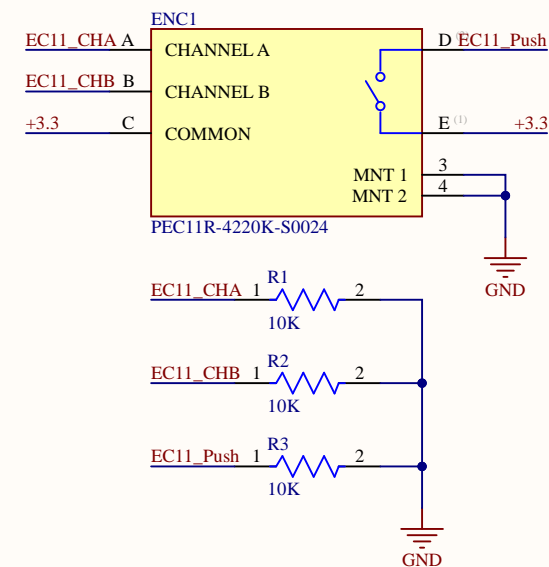 ENC1
EC11_CHA A CHANNEL A D EC11_Push
EC11_CHB B CHANNEL B
+3.3 C COMMON E (1) +3.3
MNT 1 3
MNT 2 4
PEC11R-4220K-S0024
GND
R1
EC11_CHA 1 2
10K
R2
EC11_CHB 1 2
10K
R3
EC11_Push 1 2
10K
GND